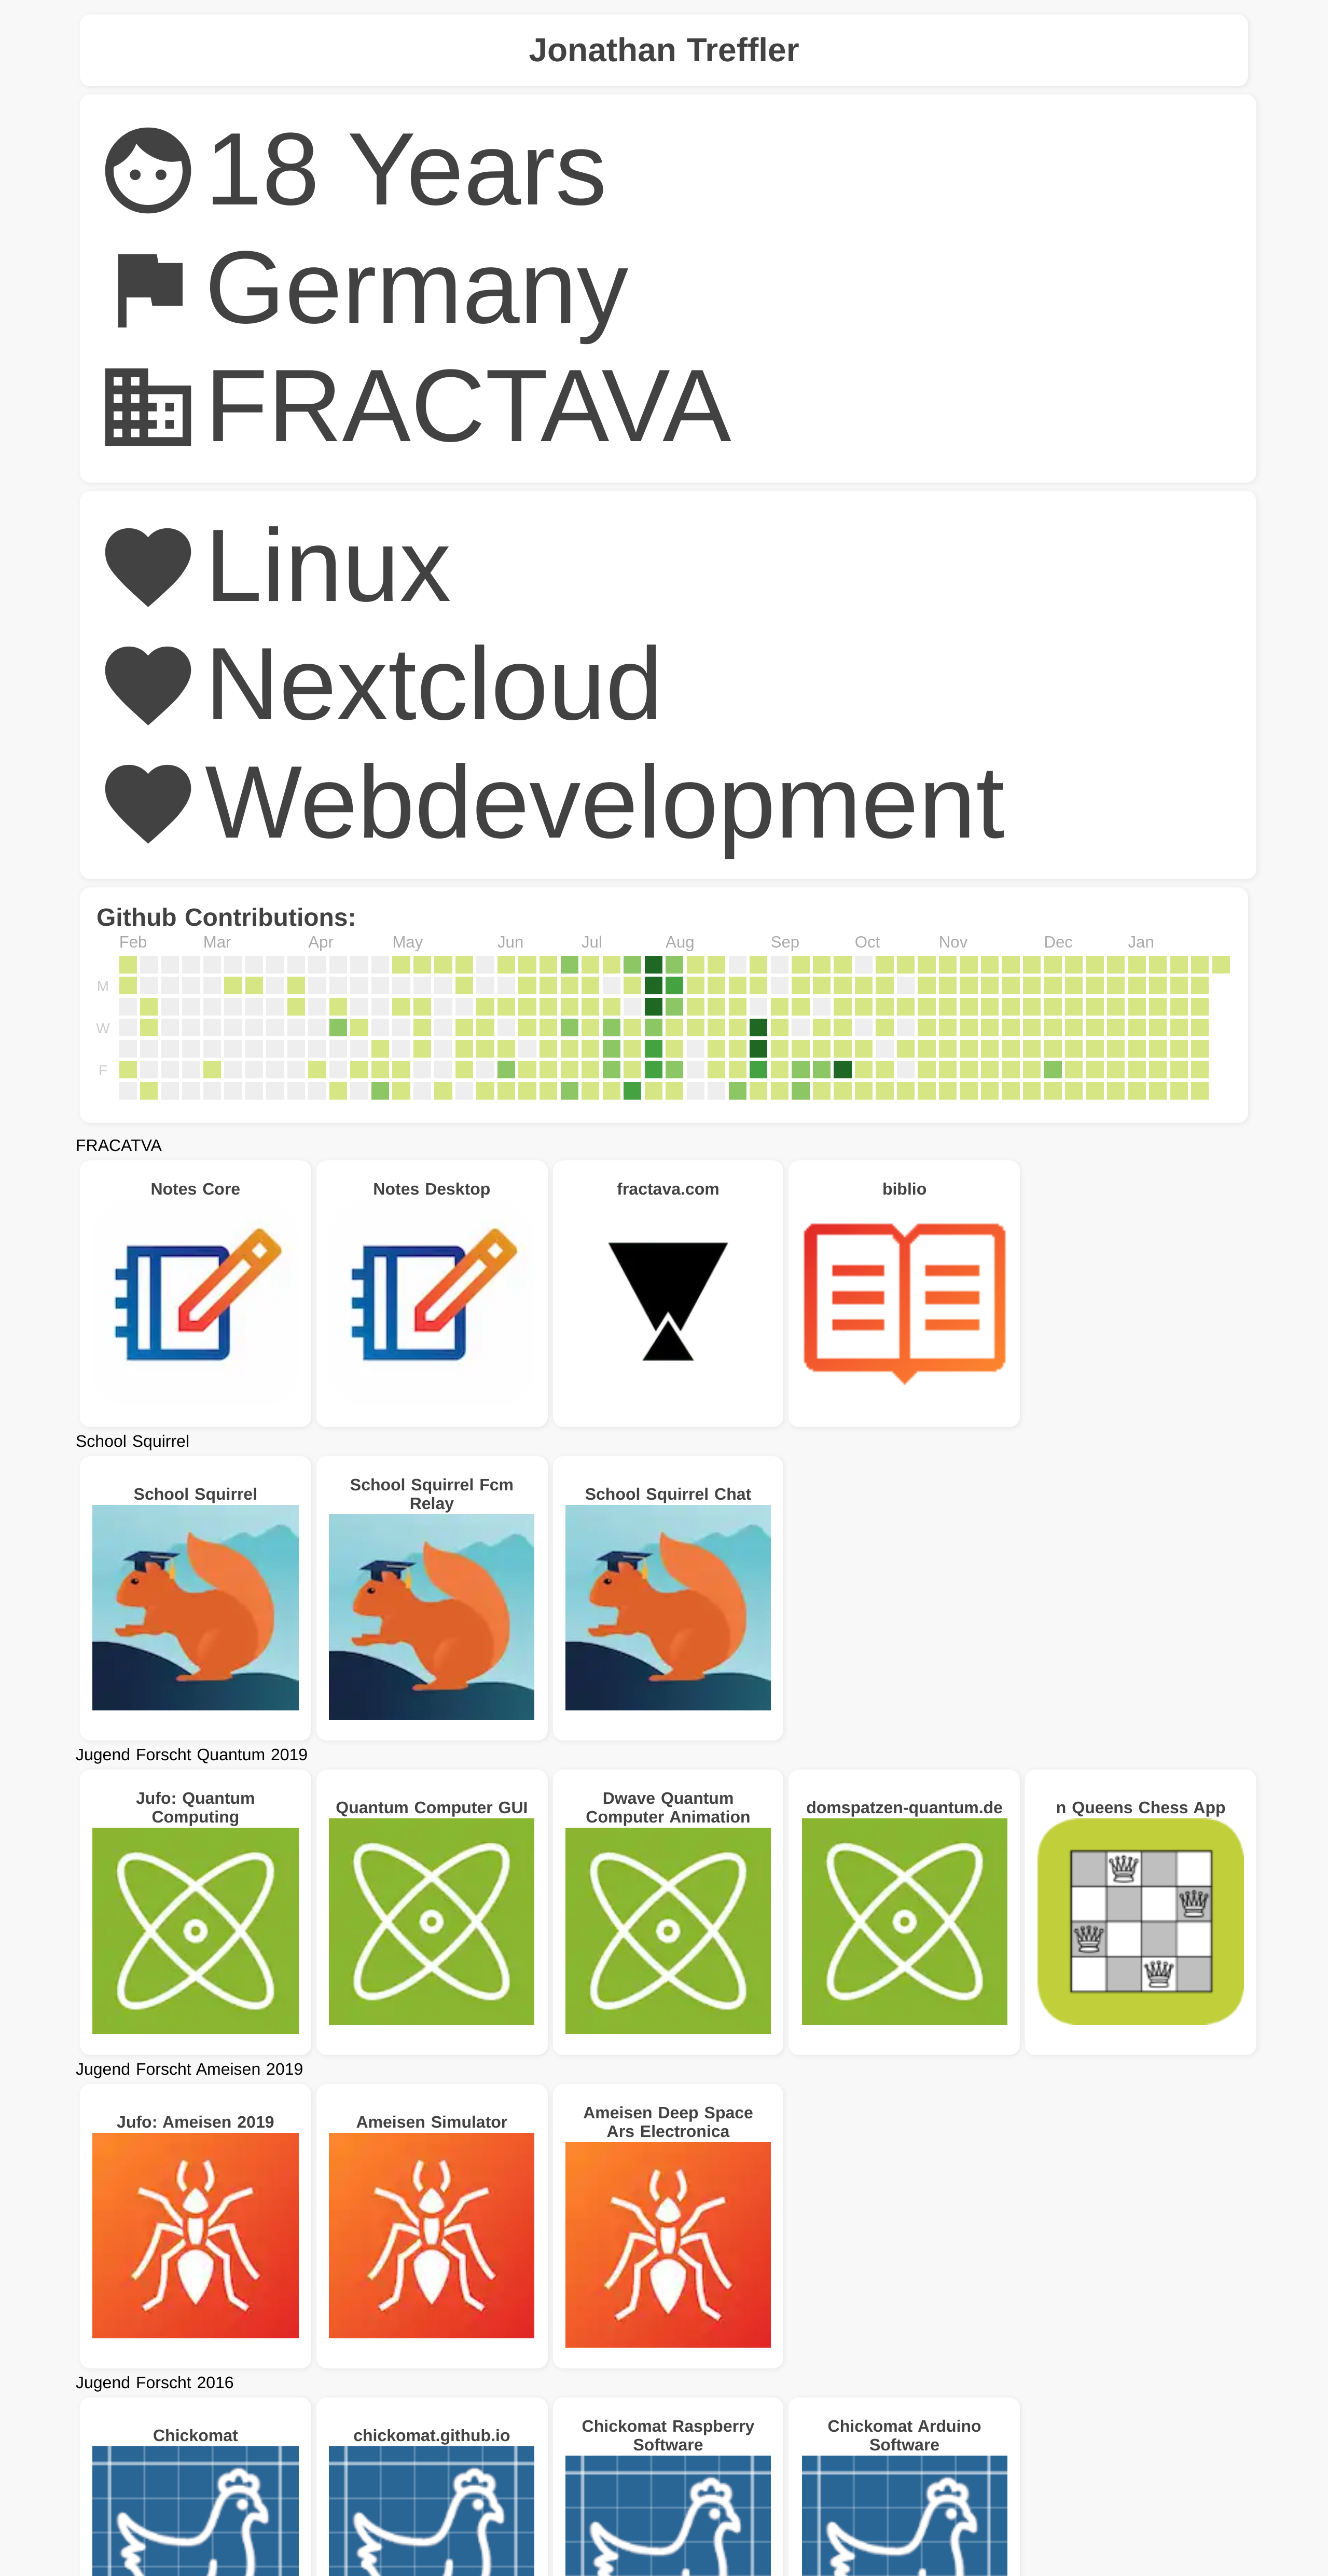 Jonathan Treffler
18 Years
Germany
FRACTAVA
Linux
Nextcloud
Webdevelopment
Github Contributions:
Feb Mar Apr May Jun Jul Aug Sep Oct Nov Dec Jan
M
W
F
FRACATVA
Notes Core
Notes Desktop
fractava.com
biblio
School Squirrel
School Squirrel
School Squirrel Fcm
Relay
School Squirrel Chat
Jugend Forscht Quantum 2019
Jufo: Quantum
Computing
Quantum Computer GUI
Dwave Quantum
Computer Animation
domspatzen-quantum.de
n Queens Chess App
Jugend Forscht Ameisen 2019
Jufo: Ameisen 2019
Ameisen Simulator
Ameisen Deep Space
Ars Electronica
Jugend Forscht 2016
Chickomat
chickomat.github.io
Chickomat Raspberry
Software
Chickomat Arduino
Software